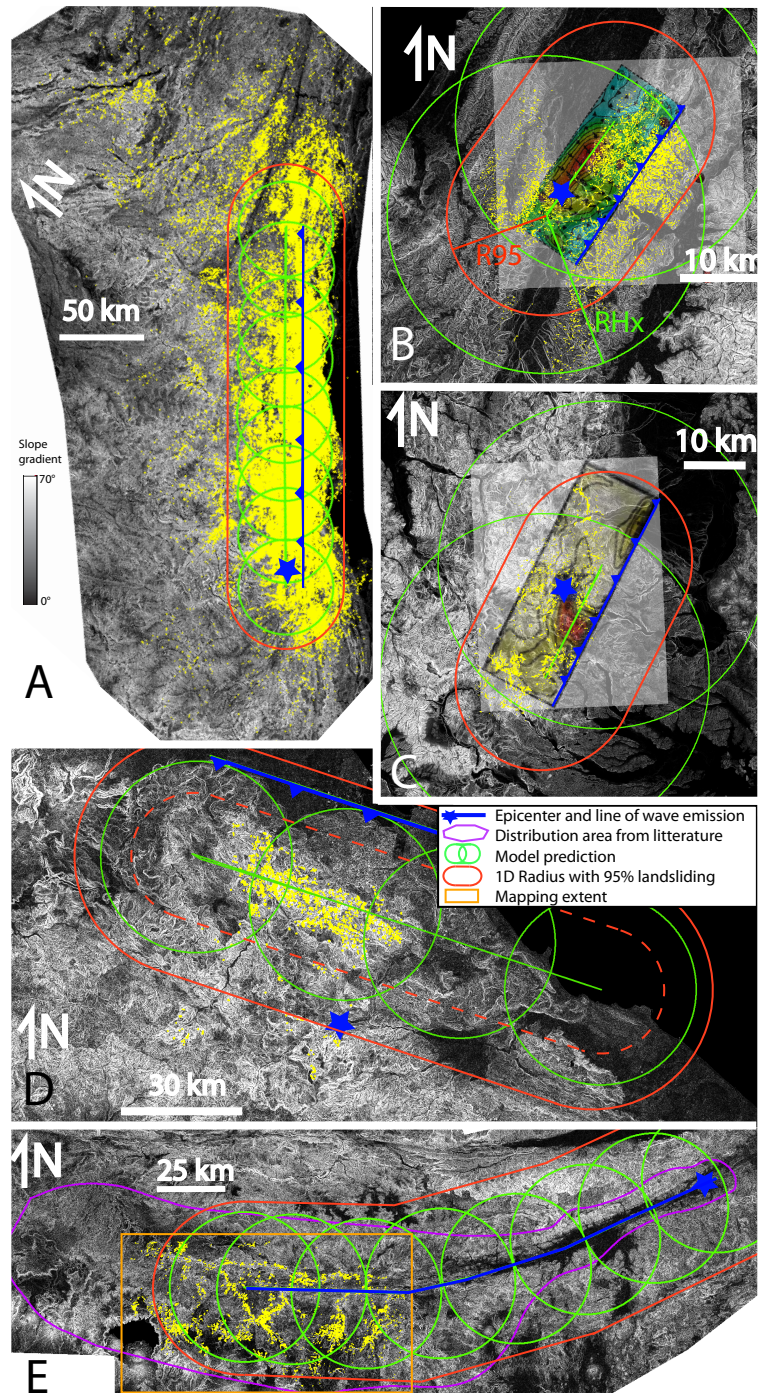 N
50 km
Slope
gradient
70°
0°
A
N
R95
10 km
RHx
B
N
10 km
C
Epicenter and line of wave emission
Distribution area from litterature
Model prediction
1D Radius with 95% landsliding
Mapping extent
N
D
30 km
N
25 km
E